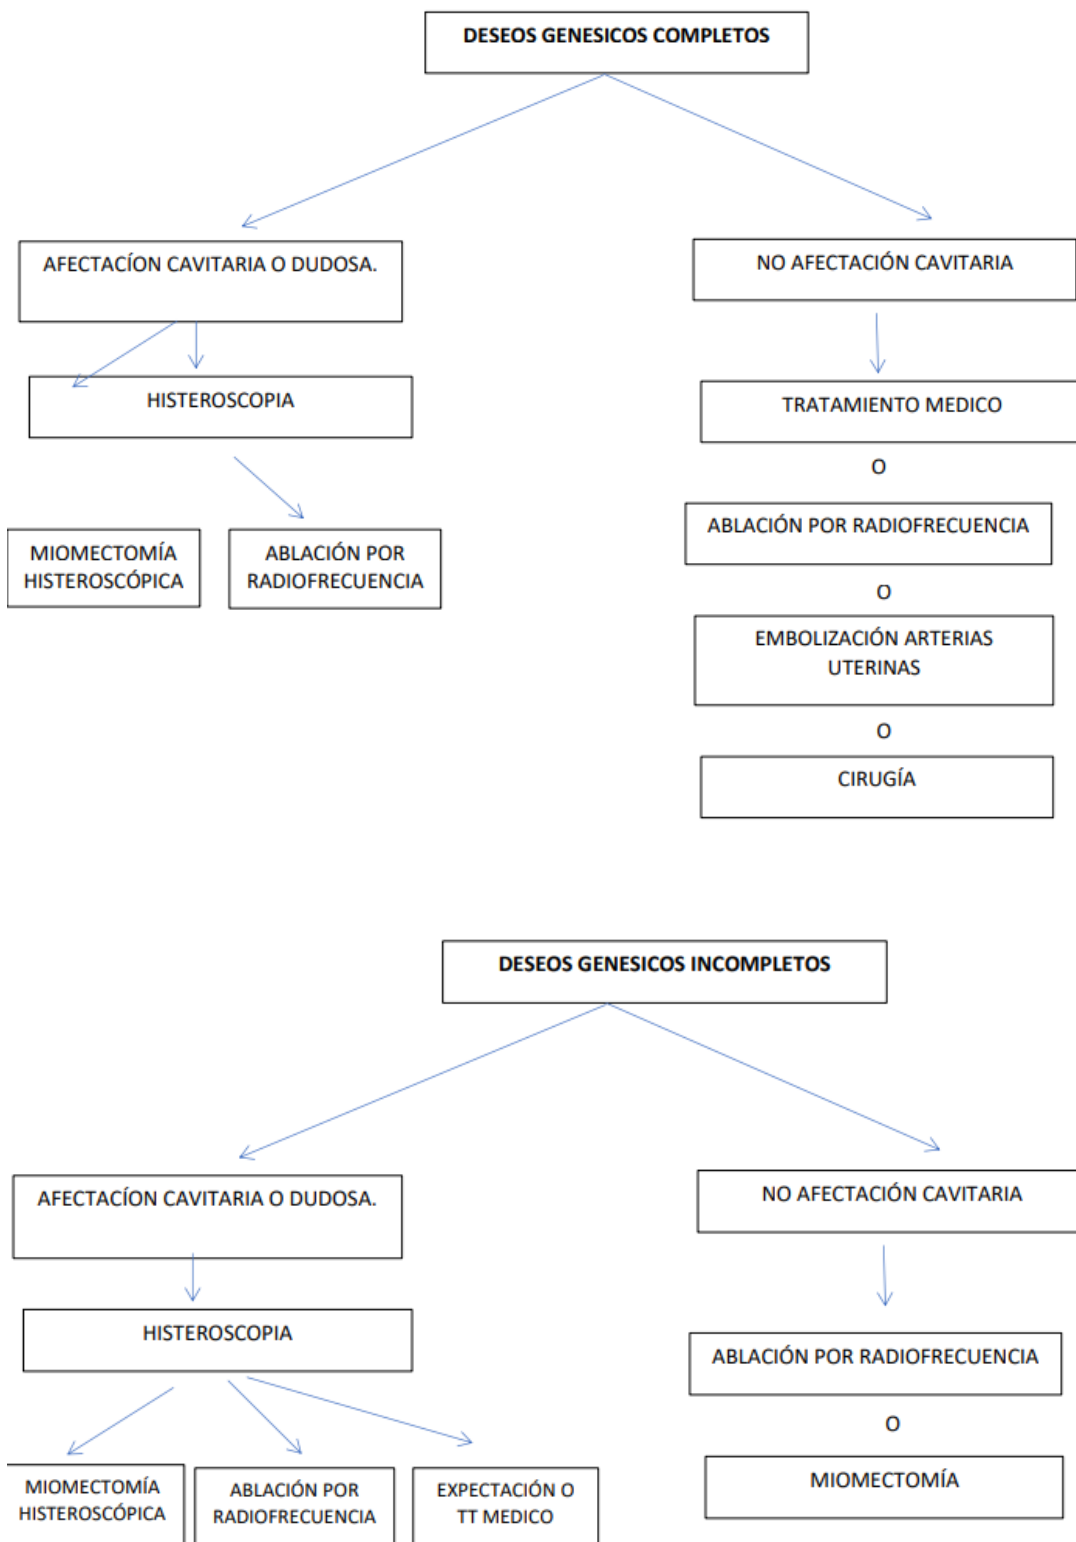 DESEOS GENESICOS COMPLETOS
AFECTACÍON CAVITARIA O DUDOSA.
NO AFECTACIÓN CAVITARIA
HISTEROSCOPIA
TRATAMIENTO MEDICO
O
ABLACIÓN POR RADIOFRECUENCIA
MIOMECTOMÍA
HISTEROSCÓPICA
ABLACIÓN POR
RADIOFRECUENCIA
O
EMBOLIZACIÓN ARTERIAS
UTERINAS
O
CIRUGÍA
DESEOS GENESICOS INCOMPLETOS
AFECTACÍON CAVITARIA O DUDOSA.
NO AFECTACIÓN CAVITARIA
HISTEROSCOPIA
ABLACIÓN POR RADIOFRECUENCIA
O
MIOMECTOMÍA
MIOMECTOMÍA
HISTEROSCÓPICA
ABLACIÓN POR
RADIOFRECUENCIA
EXPECTACIÓN O
TT MEDICO